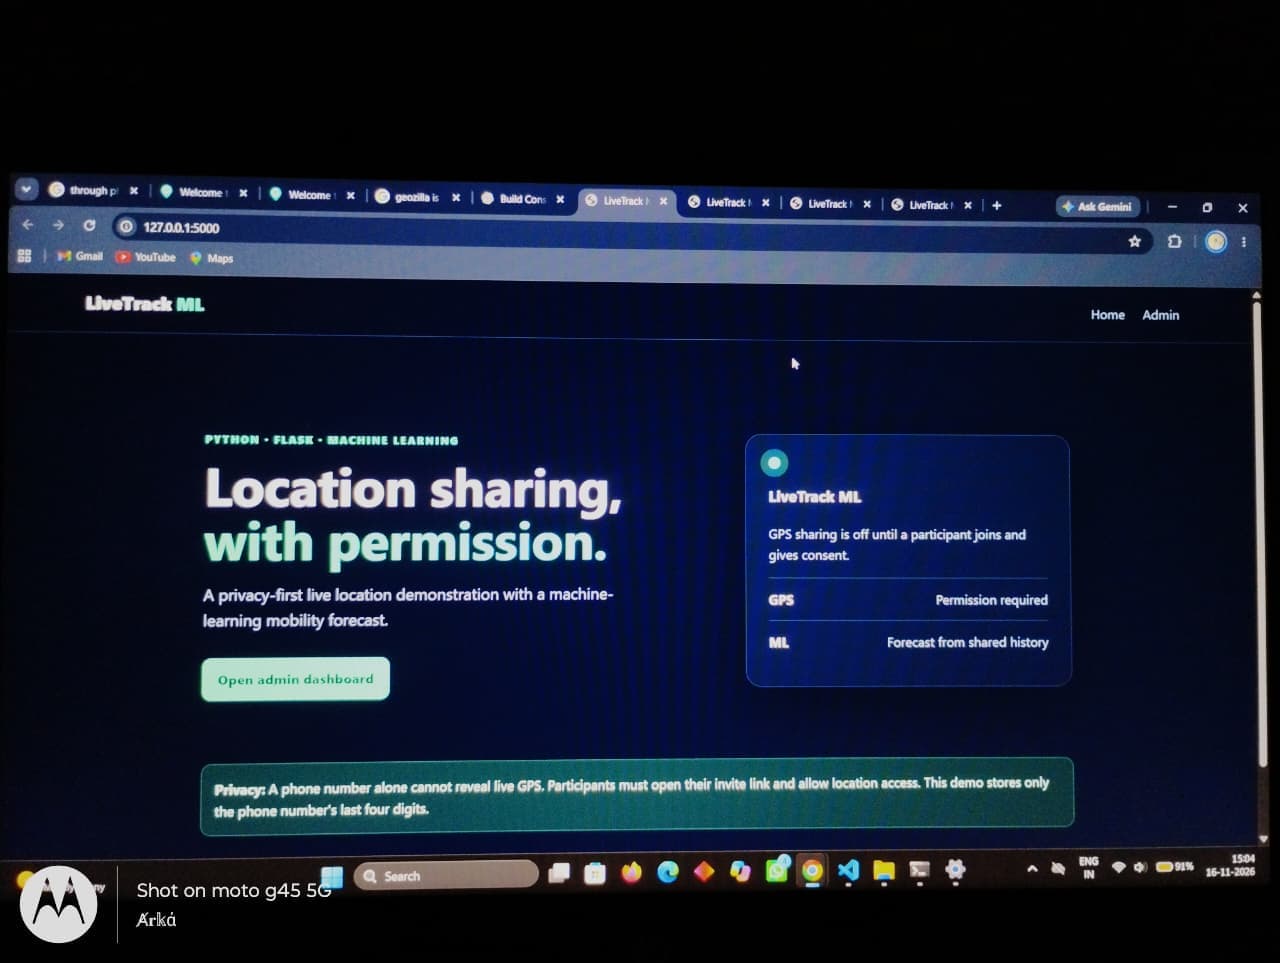 through p
Welcome
Welcome
geozilla is
Build Cons
LiveTrack
LiveTrack
LiveTrack
LiveTrack
Ask Gemini
127.0.0.1:5000
Gmail
YouTube
Maps
LiveTrack ML
Home
Admin
PYTHON • FLASK • MACHINE LEARNING
Location sharing,
with permission.
A privacy-first live location demonstration with a machine-
learning mobility forecast.
Open admin dashboard
LiveTrack ML
GPS sharing is off until a participant joins and
gives consent.
GPS Permission required
ML Forecast from shared history
Privacy: A phone number alone cannot reveal live GPS. Participants must open their invite link and allow location access. This demo stores only
the phone number's last four digits.
Search
ENG
IN
91%
15:04
16-11-2026
Shot on moto g45 5G
Árká